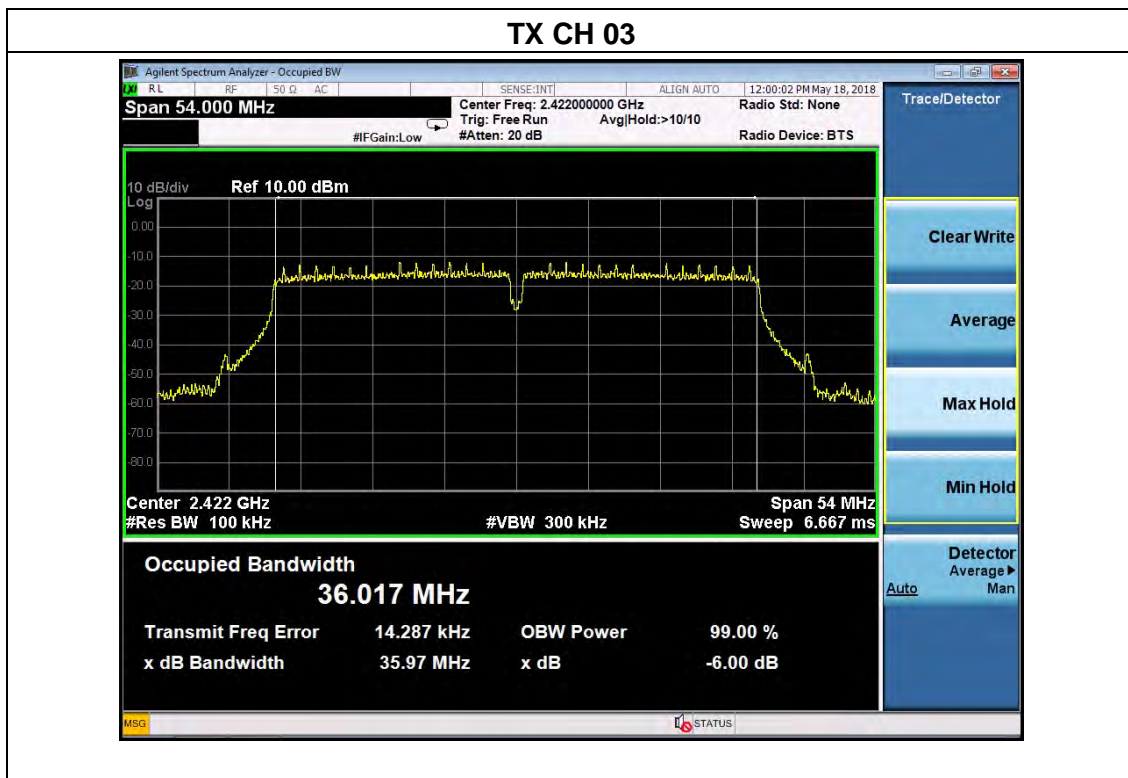 TX CH 03
Agilent Spectrum Analyzer - Occupied BW
LXI RL RF 50 Ω AC SENSE:INT ALIGN AUTO 12:00:02 PM May 18, 2018
Span 54.000 MHz
Center Freq: 2.422000000 GHz
Radio Std: None
Trig: Free Run Avg|Hold:>10/10
#IFGain:Low #Atten: 20 dB
Radio Device: BTS
10 dB/div Ref 10.00 dBm
Log
0.00
-10.0
-20.0
-30.0
-40.0
-50.0
-60.0
-70.0
-80.0
Center 2.422 GHz
Span 54 MHz
#Res BW 100 kHz #VBW 300 kHz Sweep 6.667 ms
Occupied Bandwidth
36.017 MHz
Transmit Freq Error 14.287 kHz OBW Power 99.00 %
x dB Bandwidth 35.97 MHz x dB -6.00 dB
MSG STATUS
Trace/Detector
Clear Write
Average
Max Hold
Min Hold
Detector
Average▶
Auto Man